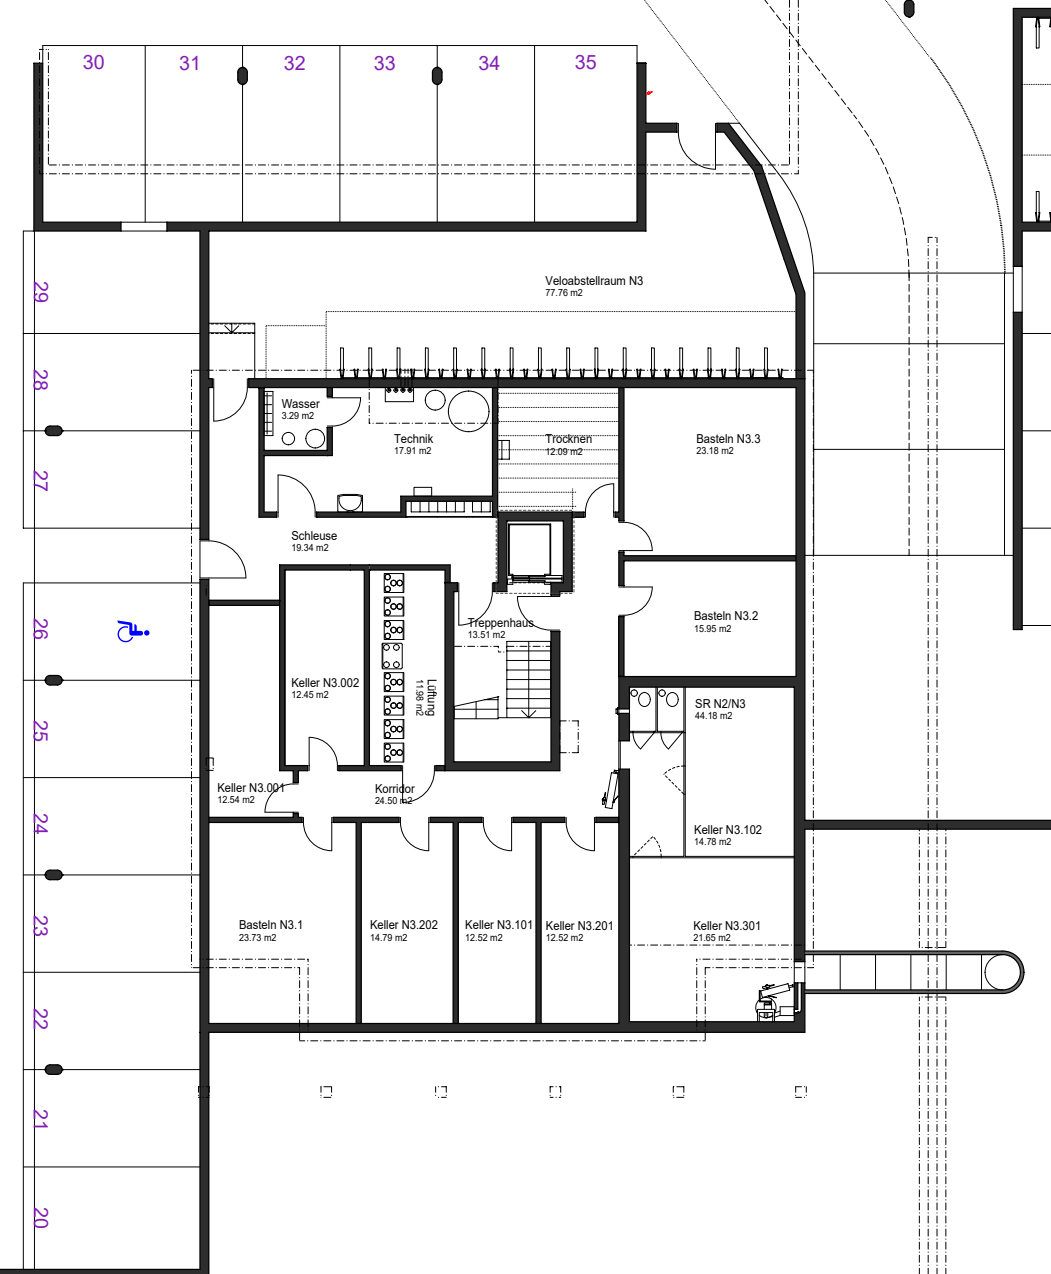 30
31
32
33
34
35
29
Veloabstellraum N3
77.76 m2
28
Wasser
3.29 m2
Technik
17.91 m2
Trocknen
12.09 m2
Basteln N3.3
23.18 m2
27
Schleuse
19.34 m2
26
Treppenhaus
13.51 m2
Basteln N3.2
15.95 m2
Keller N3.002
12.45 m2
Lüftung
11.98 m2
SR N2/N3
44.18 m2
25
Keller N3.001
12.54 m2
Korridor
24.50 m2
24
Keller N3.102
14.78 m2
23
Basteln N3.1
23.73 m2
Keller N3.202
14.79 m2
Keller N3.101
12.52 m2
Keller N3.201
12.52 m2
Keller N3.301
21.65 m2
22
21
20